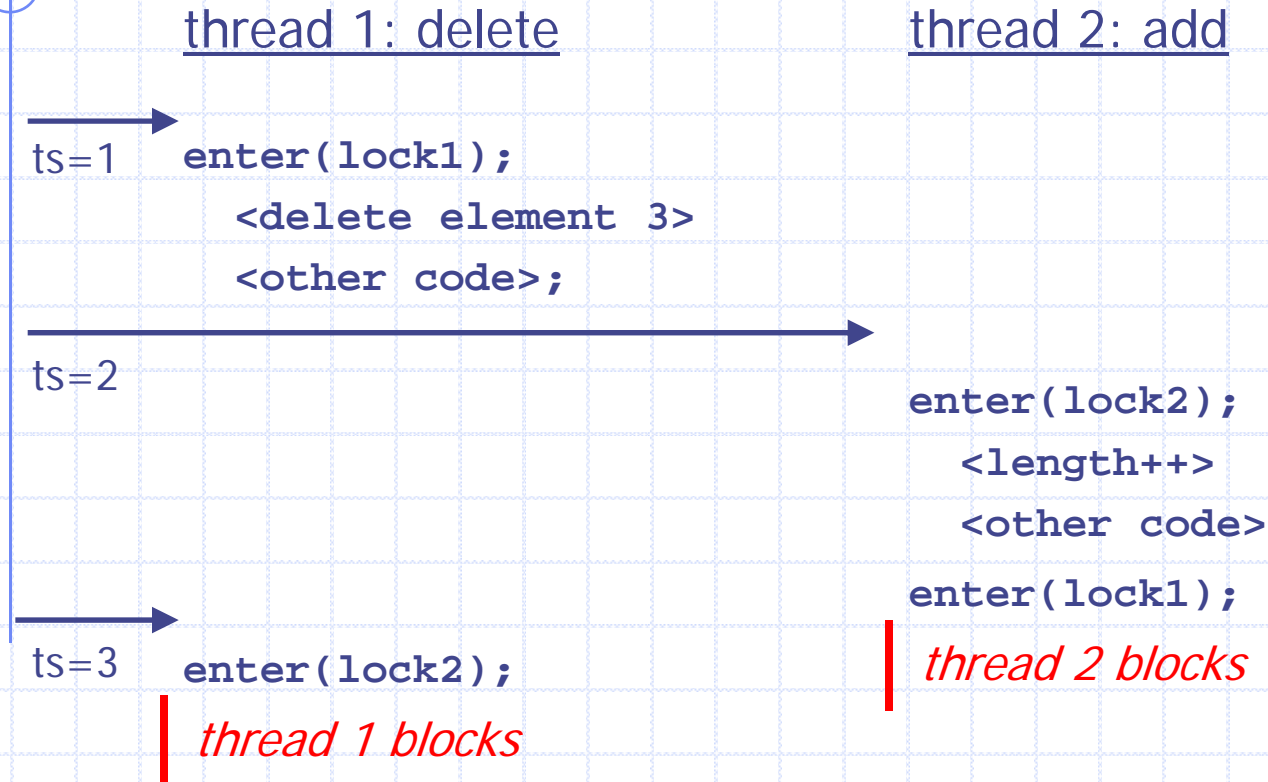 thread 1: delete
thread 2: add
ts=1
enter(lock1);
<delete element 3>
<other code>;
ts=2
enter(lock2);
<length++>
<other code>
enter(lock1);
thread 2 blocks
ts=3
enter(lock2);
thread 1 blocks